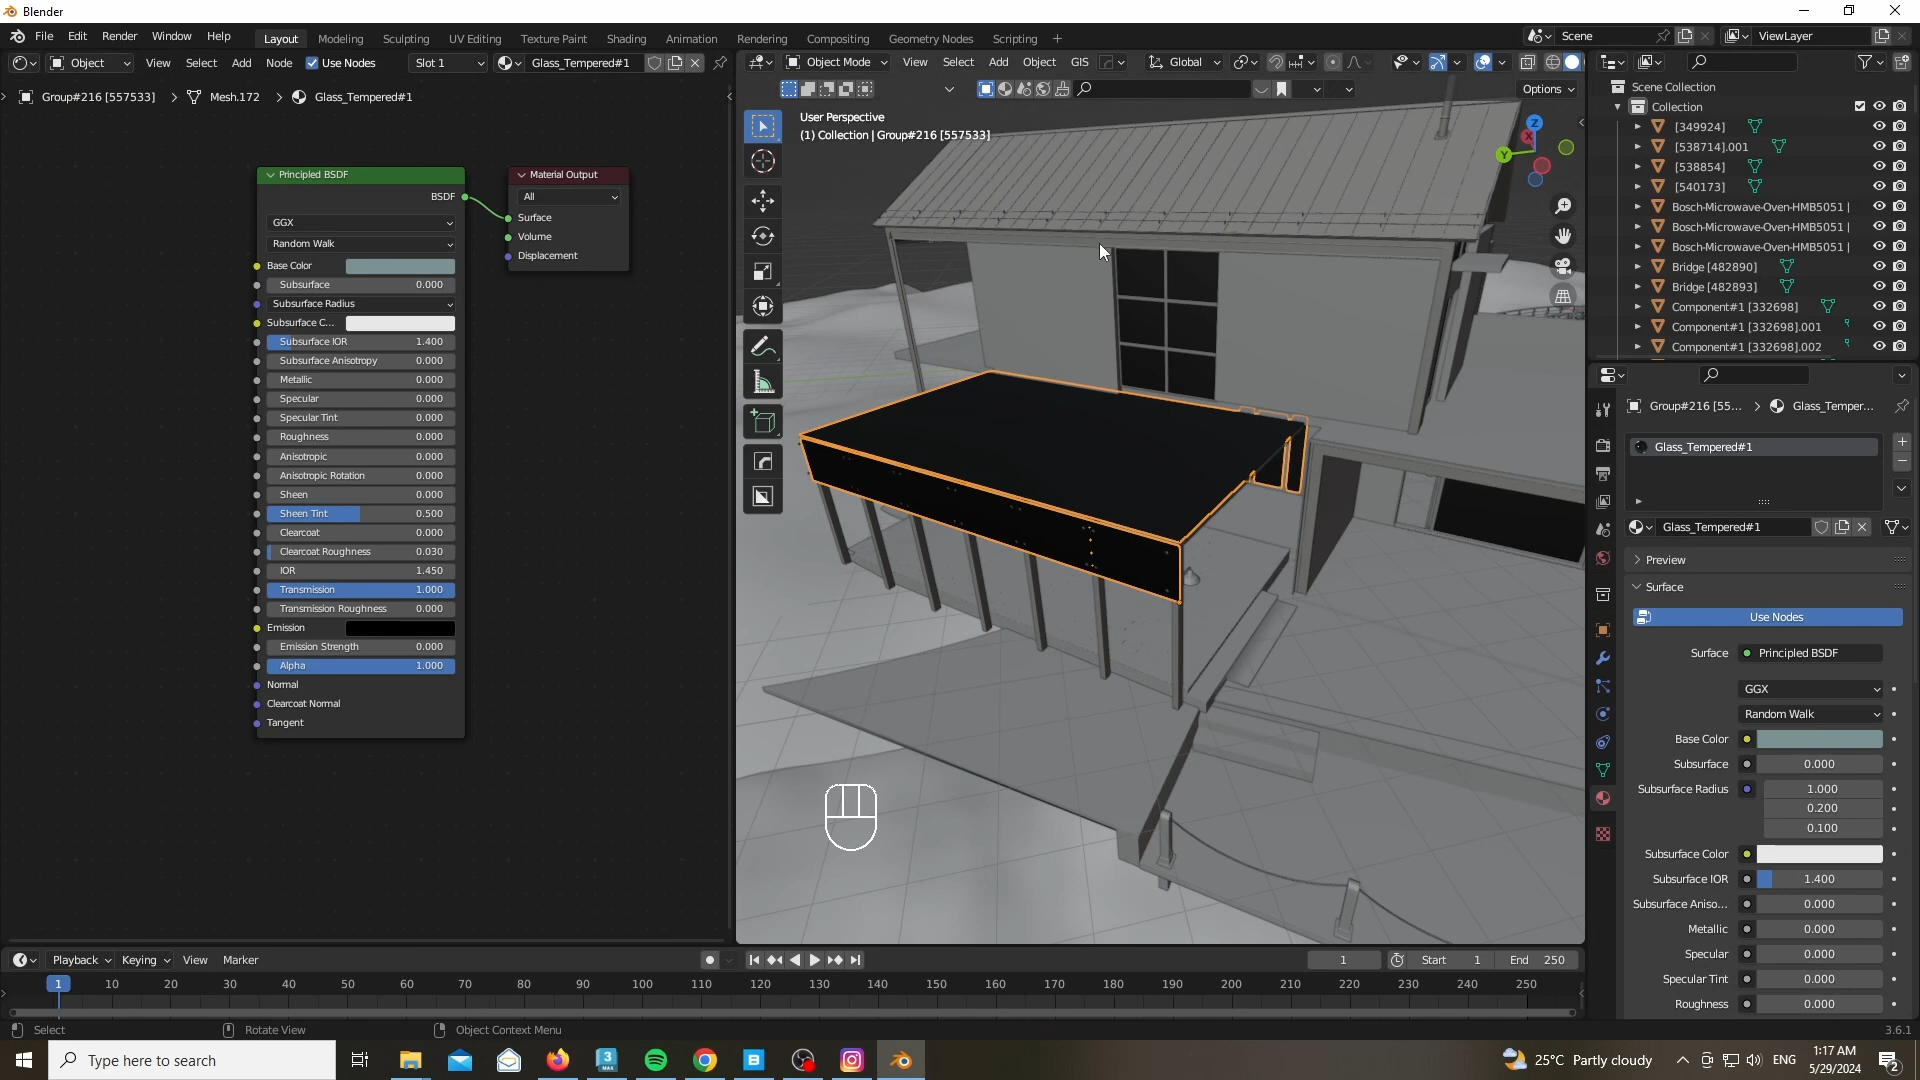 Blender
File Edit Render Window Help
Layout Modeling Sculpting UV Editing Texture Paint Shading Animation Rendering Compositing Geometry Nodes Scripting +
Scene
ViewLayer
Object View Select Add Node Use Nodes Slot 1 Glass_Tempered#1
Group#216 [557533] > Mesh.172 > Glass_Tempered#1
Object Mode View Select Add Object GIS Global
Options
User Perspective
(1) Collection | Group#216 [557533]
Z
X
Y
Principled BSDF
BSDF
GGX
Random Walk
Base Color
Subsurface 0.000
Subsurface Radius
Subsurface C...
Subsurface IOR 1.400
Subsurface Anisotropy 0.000
Metallic 0.000
Specular 0.000
Specular Tint 0.000
Roughness 0.000
Anisotropic 0.000
Anisotropic Rotation 0.000
Sheen 0.000
Sheen Tint 0.500
Clearcoat 0.000
Clearcoat Roughness 0.030
IOR 1.450
Transmission 1.000
Transmission Roughness 0.000
Emission
Emission Strength 0.000
Alpha 1.000
Normal
Clearcoat Normal
Tangent
Material Output
All
Surface
Volume
Displacement
Scene Collection
Collection
[349924]
[538714].001
[538854]
[540173]
Bosch-Microwave-Oven-HMB5051 |
Bosch-Microwave-Oven-HMB5051 |
Bosch-Microwave-Oven-HMB5051 |
Bridge [482890]
Bridge [482893]
Component#1 [332698]
Component#1 [332698].001
Component#1 [332698].002
Group#216 [55... > Glass_Temper...
Glass_Tempered#1
Glass_Tempered#1
Preview
Surface
Use Nodes
Surface Principled BSDF
GGX
Random Walk
Base Color
Subsurface 0.000
Subsurface Radius 1.000
0.200
0.100
Subsurface Color
Subsurface IOR 1.400
Subsurface Aniso... 0.000
Metallic 0.000
Specular 0.000
Specular Tint 0.000
Roughness 0.000
Playback Keying View Marker
1 Start 1 End 250
1 10 20 30 40 50 60 70 80 90 100 110 120 130 140 150 160 170 180 190 200 210 220 230 240 250
Select Rotate View Object Context Menu 3.6.1
Type here to search
3
MAX
B
25°C Partly cloudy
ENG
1:17 AM
5/29/2024
2